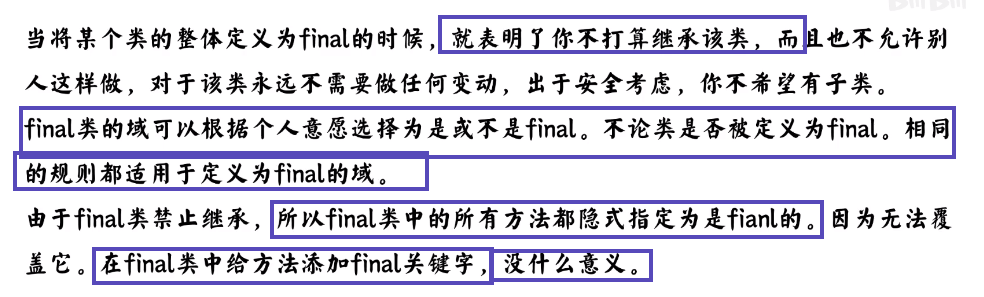 当将某个类的整体定义为final的时候，就表明了你不打算继承该类，而且也不允许别
人这样做，对于该类永远不需要做任何变动，出于安全考虑，你不希望有子类。
final类的域可以根据个人意愿选择为是或不是final。不论类是否被定义为final。相同
的规则都适用于定义为final的域。
由于final类禁止继承，所以final类中的所有方法都隐式指定为是fianl的。因为无法覆
盖它。在final类中给方法添加final关键字，没什么意义。